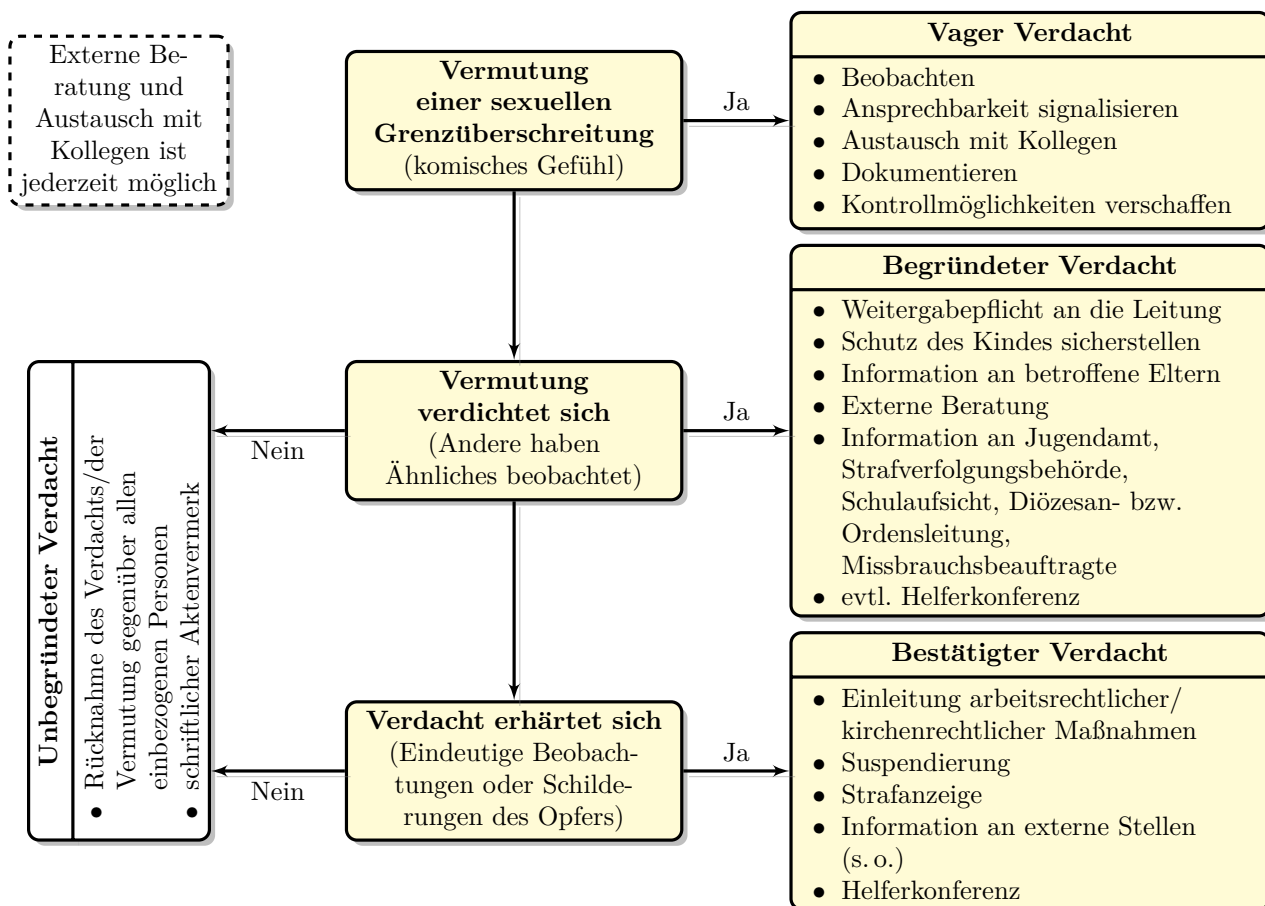 Externe Be-
ratung und
Austausch mit
Kollegen ist
jederzeit möglich
Vermutung
einer sexuellen
Grenzüberschreitung
(komisches Gefühl)
Ja
Vager Verdacht
• Beobachten
• Ansprechbarkeit signalisieren
• Austausch mit Kollegen
• Dokumentieren
• Kontrollmöglichkeiten verschaffen
Unbegründeter Verdacht
• Rücknahme des Verdachts/der
Vermutung gegenüber allen
einbezogenen Personen
• schriftlicher Aktenvermerk
Nein
Vermutung
verdichtet sich
(Andere haben
Ähnliches beobachtet)
Ja
Begründeter Verdacht
• Weitergabepflicht an die Leitung
• Schutz des Kindes sicherstellen
• Information an betroffene Eltern
• Externe Beratung
• Information an Jugendamt,
Strafverfolgungsbehörde,
Schulaufsicht, Diözesan- bzw.
Ordensleitung,
Missbrauchsbeauftragte
• evtl. Helferkonferenz
Nein
Verdacht erhärtet sich
(Eindeutige Beobach-
tungen oder Schilde-
rungen des Opfers)
Ja
Bestätigter Verdacht
• Einleitung arbeitsrechtlicher/
kirchenrechtlicher Maßnahmen
• Suspendierung
• Strafanzeige
• Information an externe Stellen
(s. o.)
• Helferkonferenz